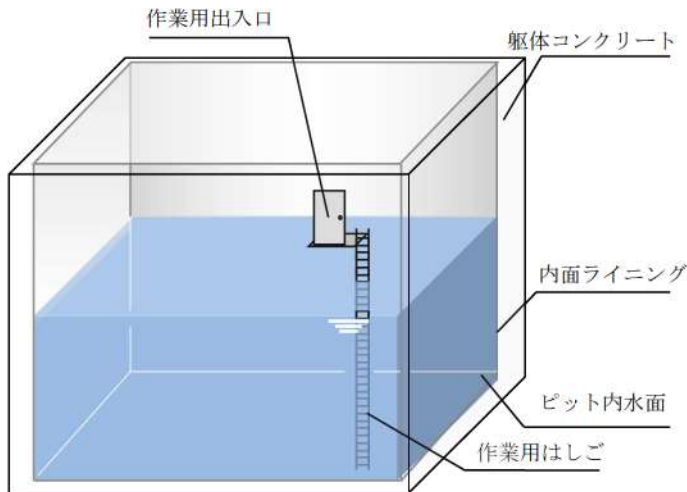 作業用出入口
躯体コンクリート
内面ライニング
ピット内水面
作業用はしご